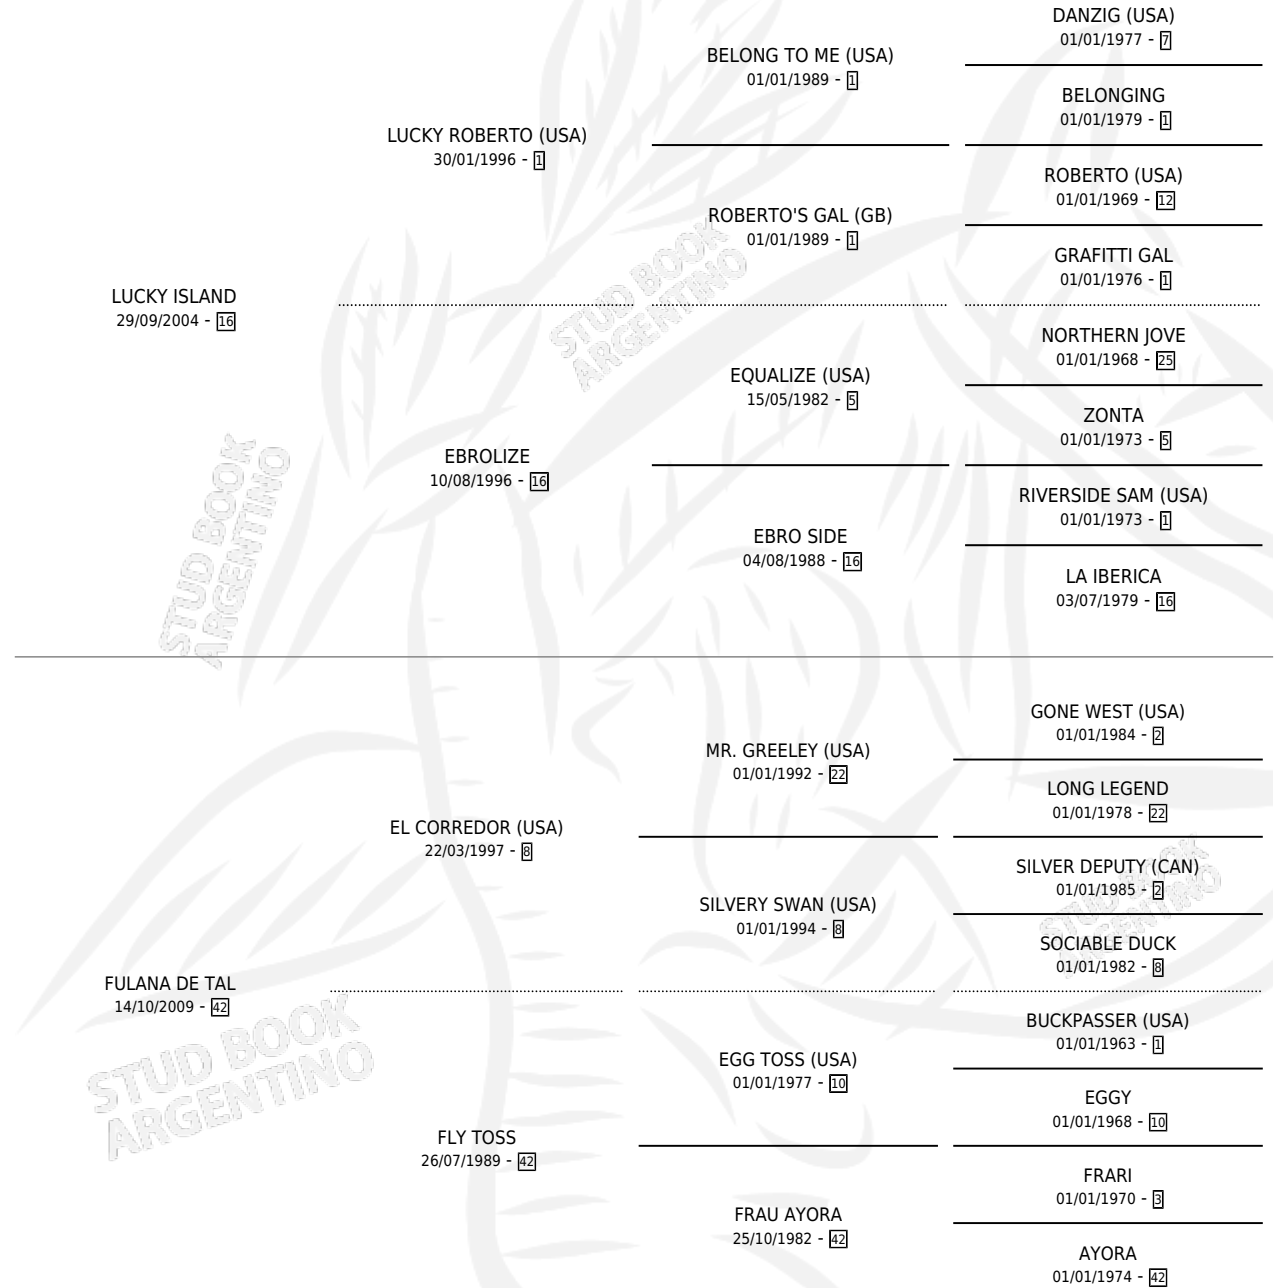 DANZIG (USA)
01/01/1977 - 7
BELONG TO ME (USA)
01/01/1989 - 1
BELONGING
01/01/1979 - 1
LUCKY ROBERTO (USA)
30/01/1996 - 1
ROBERTO (USA)
01/01/1969 - 12
ROBERTO'S GAL (GB)
01/01/1989 - 1
GRAFITTI GAL
01/01/1976 - 1
LUCKY ISLAND
29/09/2004 - 16
STUD BOOK
ARGENTINO
NORTHERN JOVE
01/01/1968 - 25
EQUALIZE (USA)
15/05/1982 - 5
ZONTA
01/01/1973 - 5
EBROLIZE
10/08/1996 - 16
RIVERSIDE SAM (USA)
01/01/1973 - 1
EBRO SIDE
04/08/1988 - 16
LA IBERICA
03/07/1979 - 16
STUD BOOK
ARGENTINO
GONE WEST (USA)
01/01/1984 - 2
MR. GREELEY (USA)
01/01/1992 - 22
LONG LEGEND
01/01/1978 - 22
EL CORREDOR (USA)
22/03/1997 - 8
SILVER DEPUTY (CAN)
01/01/1985 - 2
SILVERY SWAN (USA)
01/01/1994 - 8
STUD BOOK
ARGENTINO
SOCIABLE DUCK
01/01/1982 - 8
FULANA DE TAL
14/10/2009 - 42
BUCKPASSER (USA)
01/01/1963 - 1
EGG TOSS (USA)
01/01/1977 - 10
STUD BOOK
ARGENTINO
EGGY
01/01/1968 - 10
FLY TOSS
26/07/1989 - 42
FRARI
01/01/1970 - 3
FRAU AYORA
25/10/1982 - 42
AYORA
01/01/1974 - 42